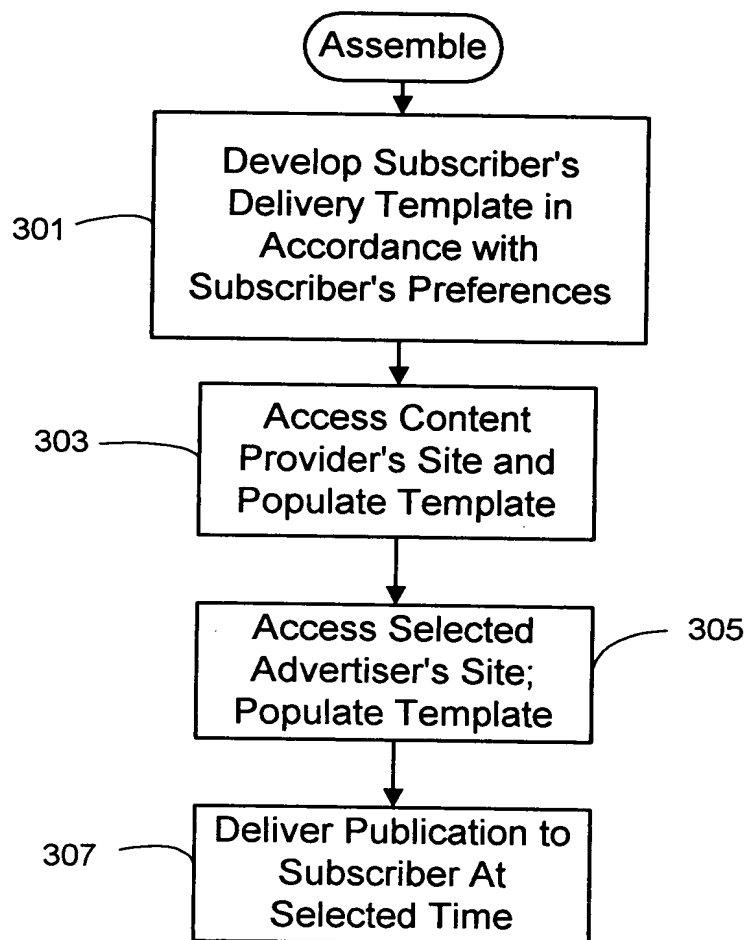 Assemble
301
Develop Subscriber's
Delivery Template in
Accordance with
Subscriber's Preferences
303
Access Content
Provider's Site and
Populate Template
Access Selected
Advertiser's Site;
Populate Template
305
307
Deliver Publication to
Subscriber At
Selected Time